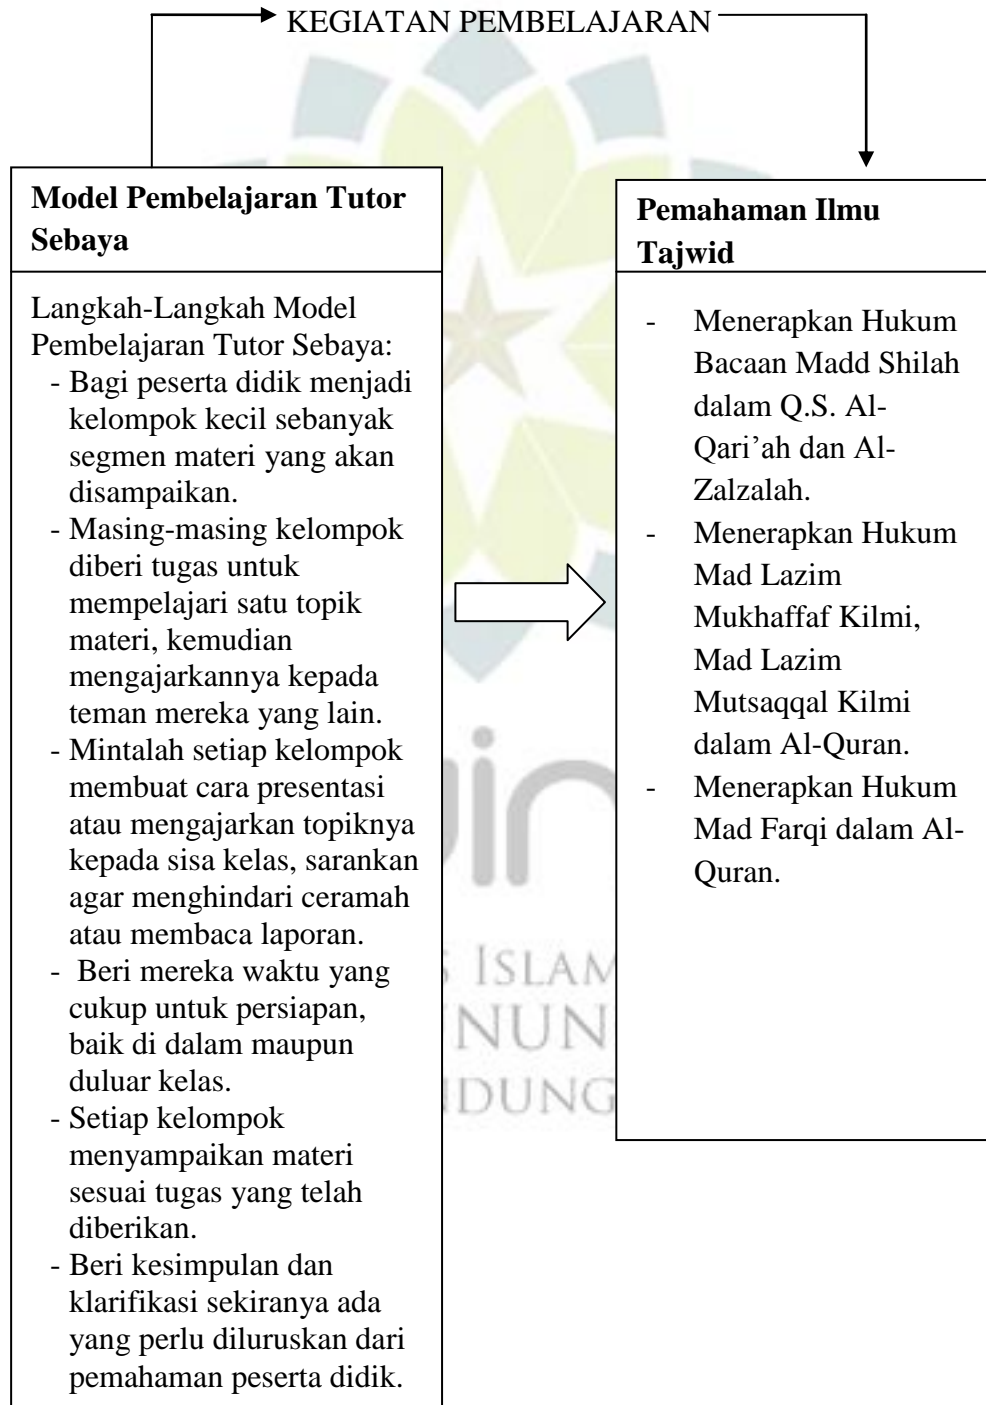 KEGIATAN PEMBELAJARAN
Model Pembelajaran Tutor
Sebaya
Langkah-Langkah Model
Pembelajaran Tutor Sebaya:
- Bagi peserta didik menjadi
kelompok kecil sebanyak
segmen materi yang akan
disampaikan.
- Masing-masing kelompok
diberi tugas untuk
mempelajari satu topik
materi, kemudian
mengajarkannya kepada
teman mereka yang lain.
- Mintalah setiap kelompok
membuat cara presentasi
atau mengajarkan topiknya
kepada sisa kelas, sarankan
agar menghindari ceramah
atau membaca laporan.
- Beri mereka waktu yang
cukup untuk persiapan,
baik di dalam maupun
duluar kelas.
- Setiap kelompok
menyampaikan materi
sesuai tugas yang telah
diberikan.
- Beri kesimpulan dan
klarifikasi sekiranya ada
yang perlu diluruskan dari
pemahaman peserta didik.
Pemahaman Ilmu
Tajwid
- Menerapkan Hukum
Bacaan Madd Shilah
dalam Q.S. Al-
Qari’ah dan Al-
Zalzalah.
- Menerapkan Hukum
Mad Lazim
Mukhaffaf Kilmi,
Mad Lazim
Mutsaqqal Kilmi
dalam Al-Quran.
- Menerapkan Hukum
Mad Farqi dalam Al-
Quran.